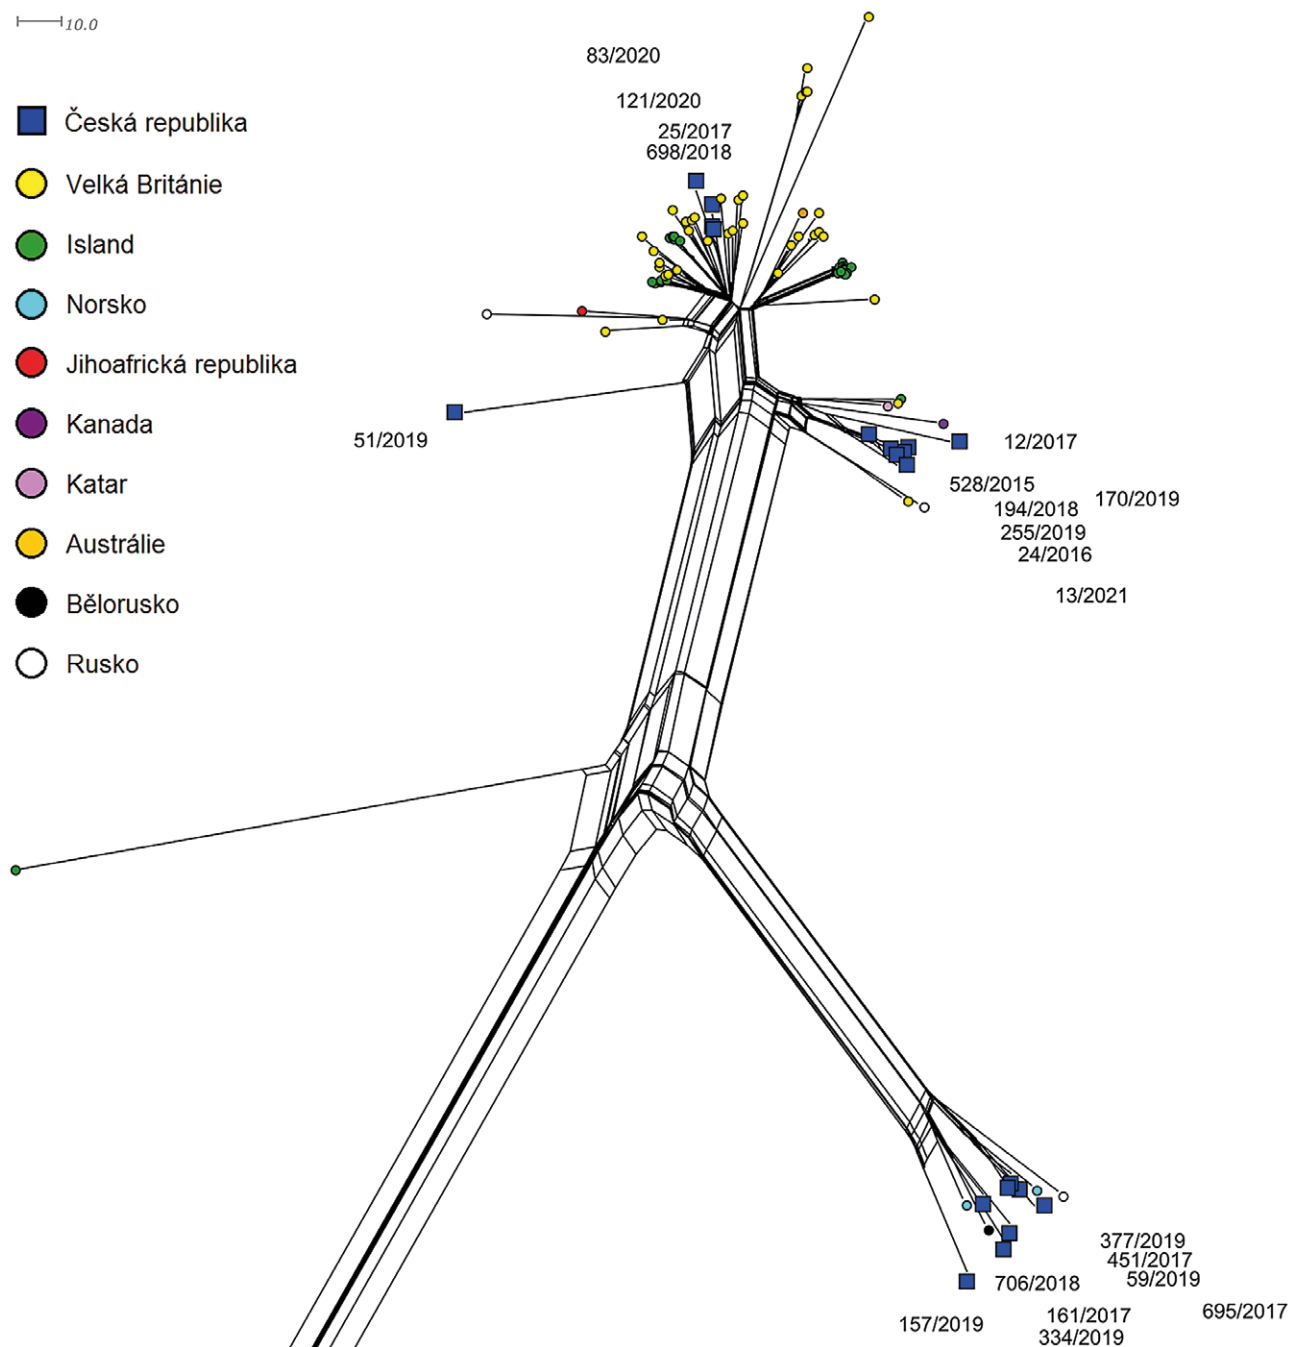 10.0
83/2020
121/2020
25/2017
698/2018
Česká republika
Velká Británie
Island
Norsko
Jihoafrická republika
Kanada
Katar
Austrálie
Bělorusko
Rusko
51/2019
12/2017
528/2015
170/2019
194/2018
255/2019
24/2016
13/2021
377/2019
451/2017
59/2019
706/2018
695/2017
161/2017
157/2019
334/2019